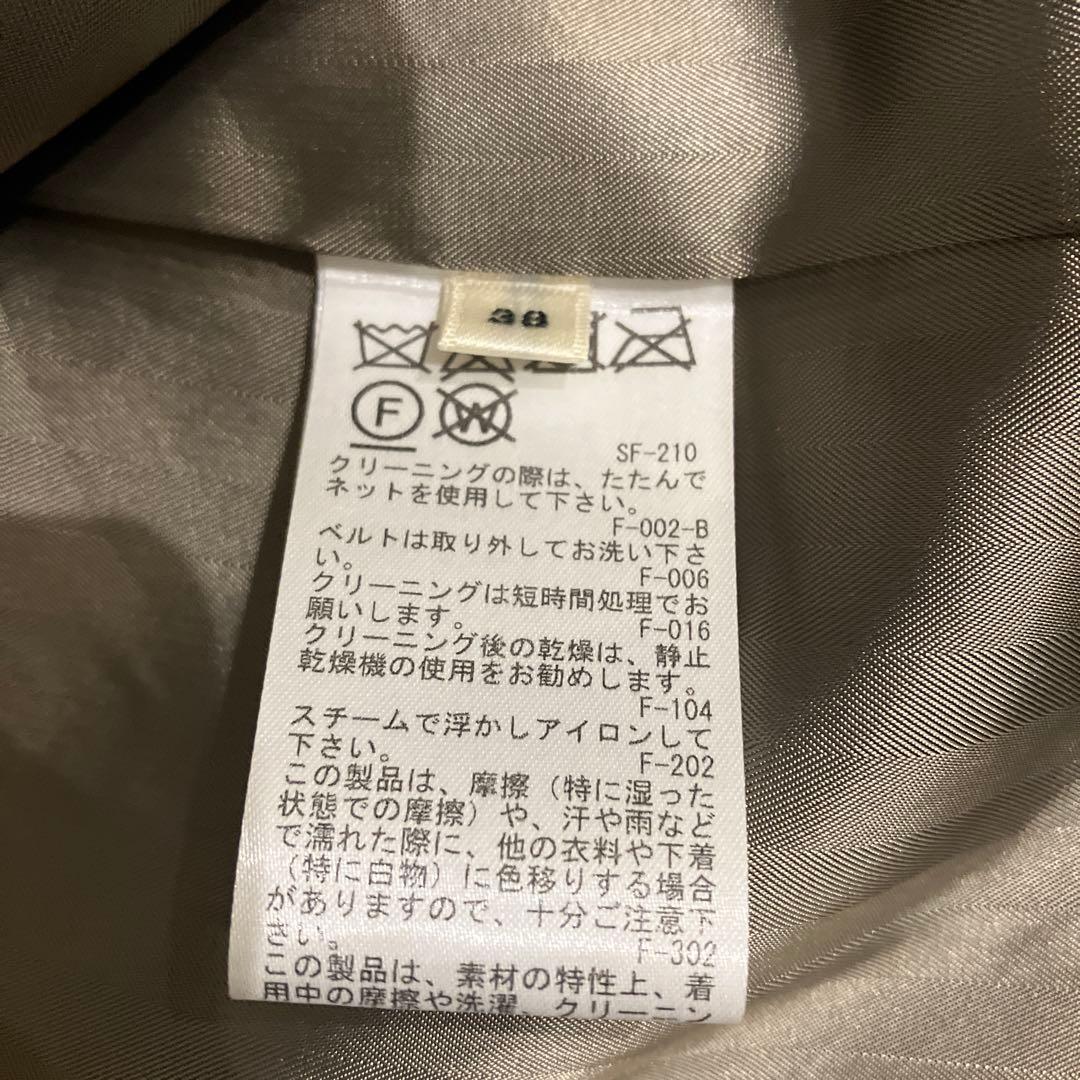 38
F
W
SF-210
クリーニングの際は、たたんで
ネットを使用して下さい。
F-002-B
ベルトは取り外してお洗い下さ
い。
F-006
クリーニングは短時間処理でお
願いします。
F-016
クリーニング後の乾燥は、静止
乾燥機の使用をお勧めします。
F-104
スチームで浮かしアイロンして
下さい。
F-202
この製品は、摩擦（特に湿った
状態での摩擦）や、汗や雨など
で濡れた際に、他の衣料や下着
（特に白物）に色移りする場合
がありますので、十分ご注意下
さい。
F-302
この製品は、素材の特性上、着
用中の摩擦や洗濯、クリーニン